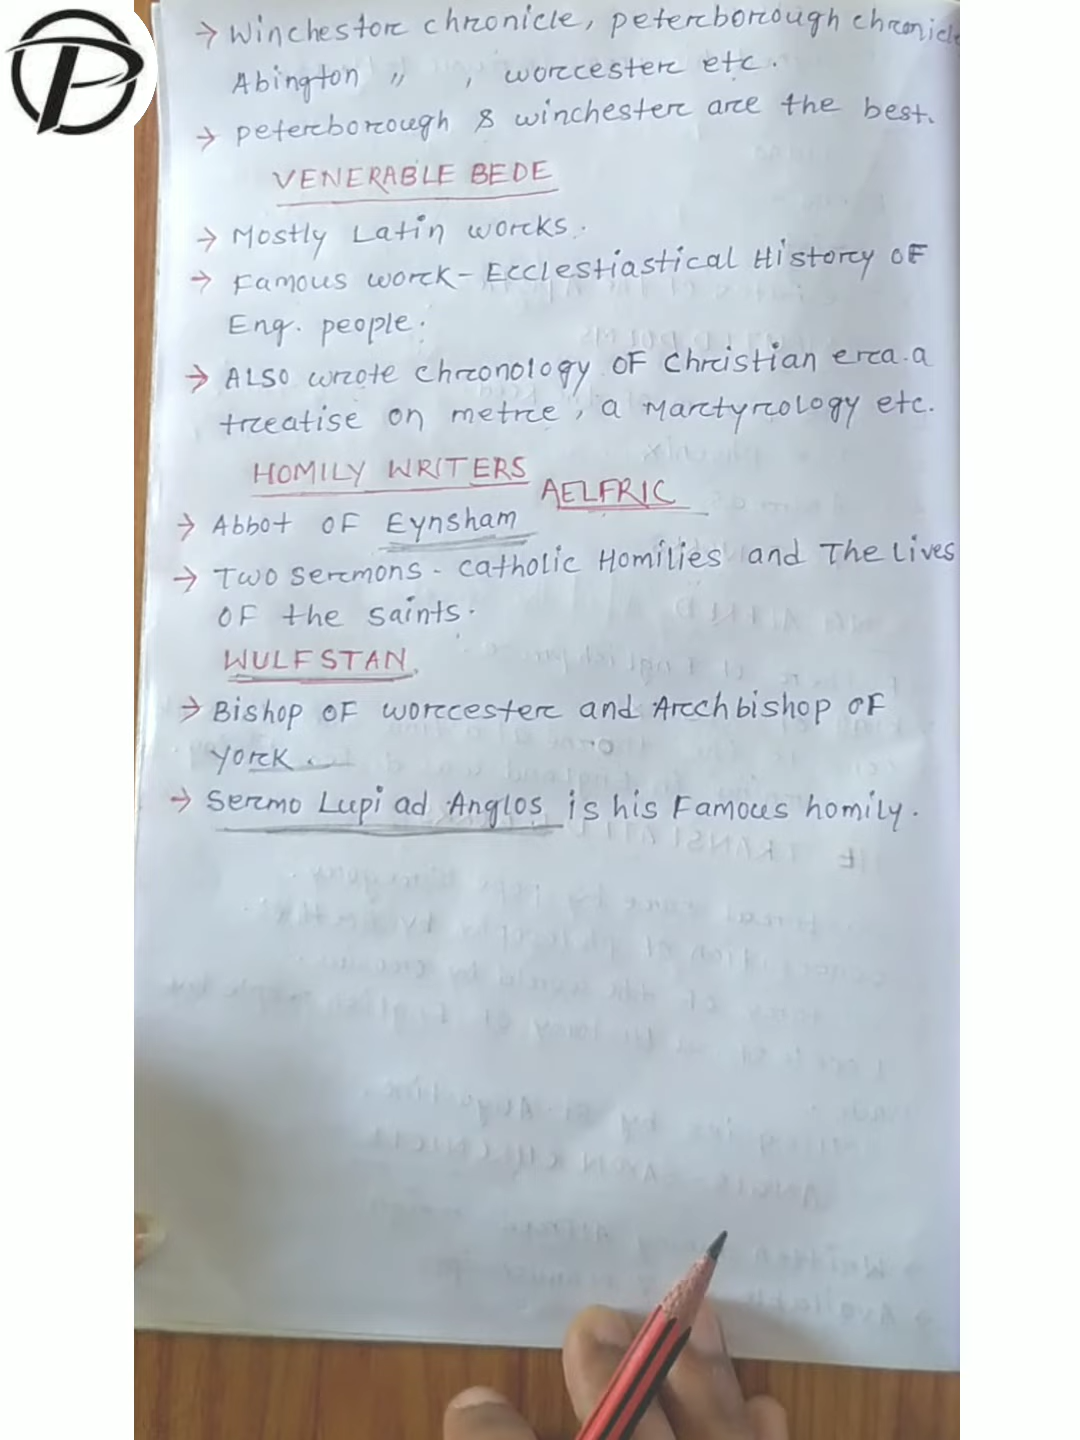 → Winchester chronicle, peterborough chronicle
Abington ,, , worcester etc.
→ peterborough & winchester are the best.
VENERABLE BEDE
→ Mostly Latin works.
→ Famous work - Ecclestiastical History OF
Eng. people.
→ ALSO wrote chronology OF Christian era. a
treatise on metre, a Martyrology etc.
HOMILY WRITERS
AELFRIC
→ Abbot OF Eynsham
→ Two sermons - Catholic Homilies and The Lives
OF the saints.
WULFSTAN
→ Bishop OF worcester and Archbishop OF
york.
→ Sermo Lupi ad Anglos is his Famous homily.